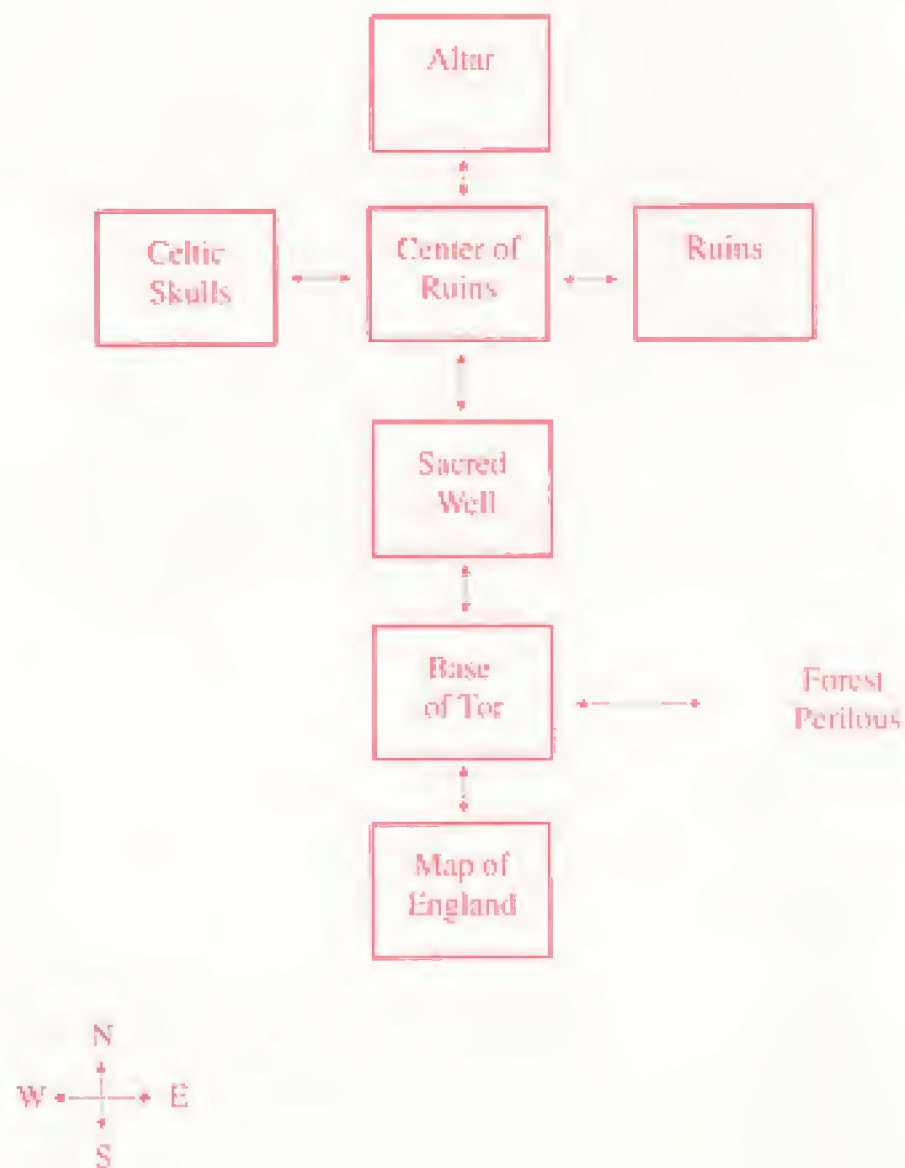 Altar
Celtic
Skulls
Center of
Ruins
Ruins
Sacred
Well
Base
of Tor
Forest
Perilous
Map of
England
N
W E
S